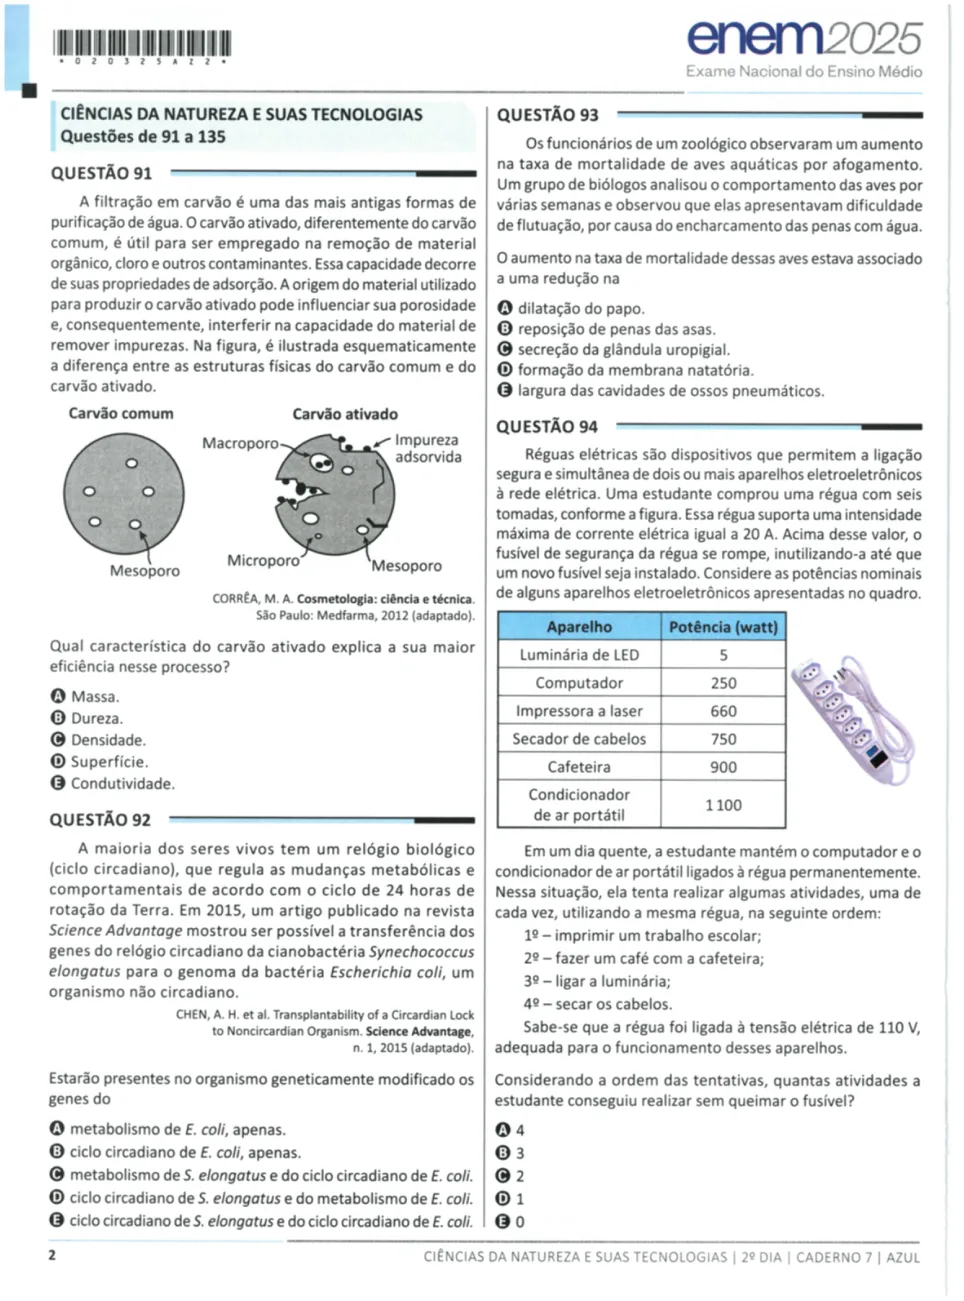 *020325AZ2*
enem2025
Exame Nacional do Ensino Médio
CIÊNCIAS DA NATUREZA E SUAS TECNOLOGIAS
Questões de 91 a 135
QUESTÃO 91
A filtração em carvão é uma das mais antigas formas de
purificação de água. O carvão ativado, diferentemente do carvão
comum, é útil para ser empregado na remoção de material
orgânico, cloro e outros contaminantes. Essa capacidade decorre
de suas propriedades de adsorção. A origem do material utilizado
para produzir o carvão ativado pode influenciar sua porosidade
e, consequentemente, interferir na capacidade do material de
remover impurezas. Na figura, é ilustrada esquematicamente
a diferença entre as estruturas físicas do carvão comum e do
carvão ativado.
Carvão comum
Carvão ativado
Macroporo
Impureza
adsorvida
Mesoporo
Microporo
Mesoporo
CORRÊA, M. A. Cosmetologia: ciência e técnica.
São Paulo: Medfarma, 2012 (adaptado).
Qual característica do carvão ativado explica a sua maior
eficiência nesse processo?
A Massa.
B Dureza.
C Densidade.
D Superfície.
E Condutividade.
QUESTÃO 92
A maioria dos seres vivos tem um relógio biológico
(ciclo circadiano), que regula as mudanças metabólicas e
comportamentais de acordo com o ciclo de 24 horas de
rotação da Terra. Em 2015, um artigo publicado na revista
Science Advantage mostrou ser possível a transferência dos
genes do relógio circadiano da cianobactéria Synechococcus
elongatus para o genoma da bactéria Escherichia coli, um
organismo não circadiano.
CHEN, A. H. et al. Transplantability of a Circardian Lock
to Noncircardian Organism. Science Advantage,
n. 1, 2015 (adaptado).
Estarão presentes no organismo geneticamente modificado os
genes do
A metabolismo de E. coli, apenas.
B ciclo circadiano de E. coli, apenas.
C metabolismo de S. elongatus e do ciclo circadiano de E. coli.
D ciclo circadiano de S. elongatus e do metabolismo de E. coli.
E ciclo circadiano de S. elongatus e do ciclo circadiano de E. coli.
QUESTÃO 93
Os funcionários de um zoológico observaram um aumento
na taxa de mortalidade de aves aquáticas por afogamento.
Um grupo de biólogos analisou o comportamento das aves por
várias semanas e observou que elas apresentavam dificuldade
de flutuação, por causa do encharcamento das penas com água.
O aumento na taxa de mortalidade dessas aves estava associado
a uma redução na
A dilatação do papo.
B reposição de penas das asas.
C secreção da glândula uropigial.
D formação da membrana natatória.
E largura das cavidades de ossos pneumáticos.
QUESTÃO 94
Réguas elétricas são dispositivos que permitem a ligação
segura e simultânea de dois ou mais aparelhos eletroeletrônicos
à rede elétrica. Uma estudante comprou uma régua com seis
tomadas, conforme a figura. Essa régua suporta uma intensidade
máxima de corrente elétrica igual a 20 A. Acima desse valor, o
fusível de segurança da régua se rompe, inutilizando-a até que
um novo fusível seja instalado. Considere as potências nominais
de alguns aparelhos eletroeletrônicos apresentadas no quadro.
Aparelho Potência (watt)
Luminária de LED 5
Computador 250
Impressora a laser 660
Secador de cabelos 750
Cafeteira 900
Condicionador
de ar portátil 1 100
Em um dia quente, a estudante mantém o computador e o
condicionador de ar portátil ligados à régua permanentemente.
Nessa situação, ela tenta realizar algumas atividades, uma de
cada vez, utilizando a mesma régua, na seguinte ordem:
1º – imprimir um trabalho escolar;
2º – fazer um café com a cafeteira;
3º – ligar a luminária;
4º – secar os cabelos.
Sabe-se que a régua foi ligada à tensão elétrica de 110 V,
adequada para o funcionamento desses aparelhos.
Considerando a ordem das tentativas, quantas atividades a
estudante conseguiu realizar sem queimar o fusível?
A 4
B 3
C 2
D 1
E 0
2
CIÊNCIAS DA NATUREZA E SUAS TECNOLOGIAS | 2º DIA | CADERNO 7 | AZUL